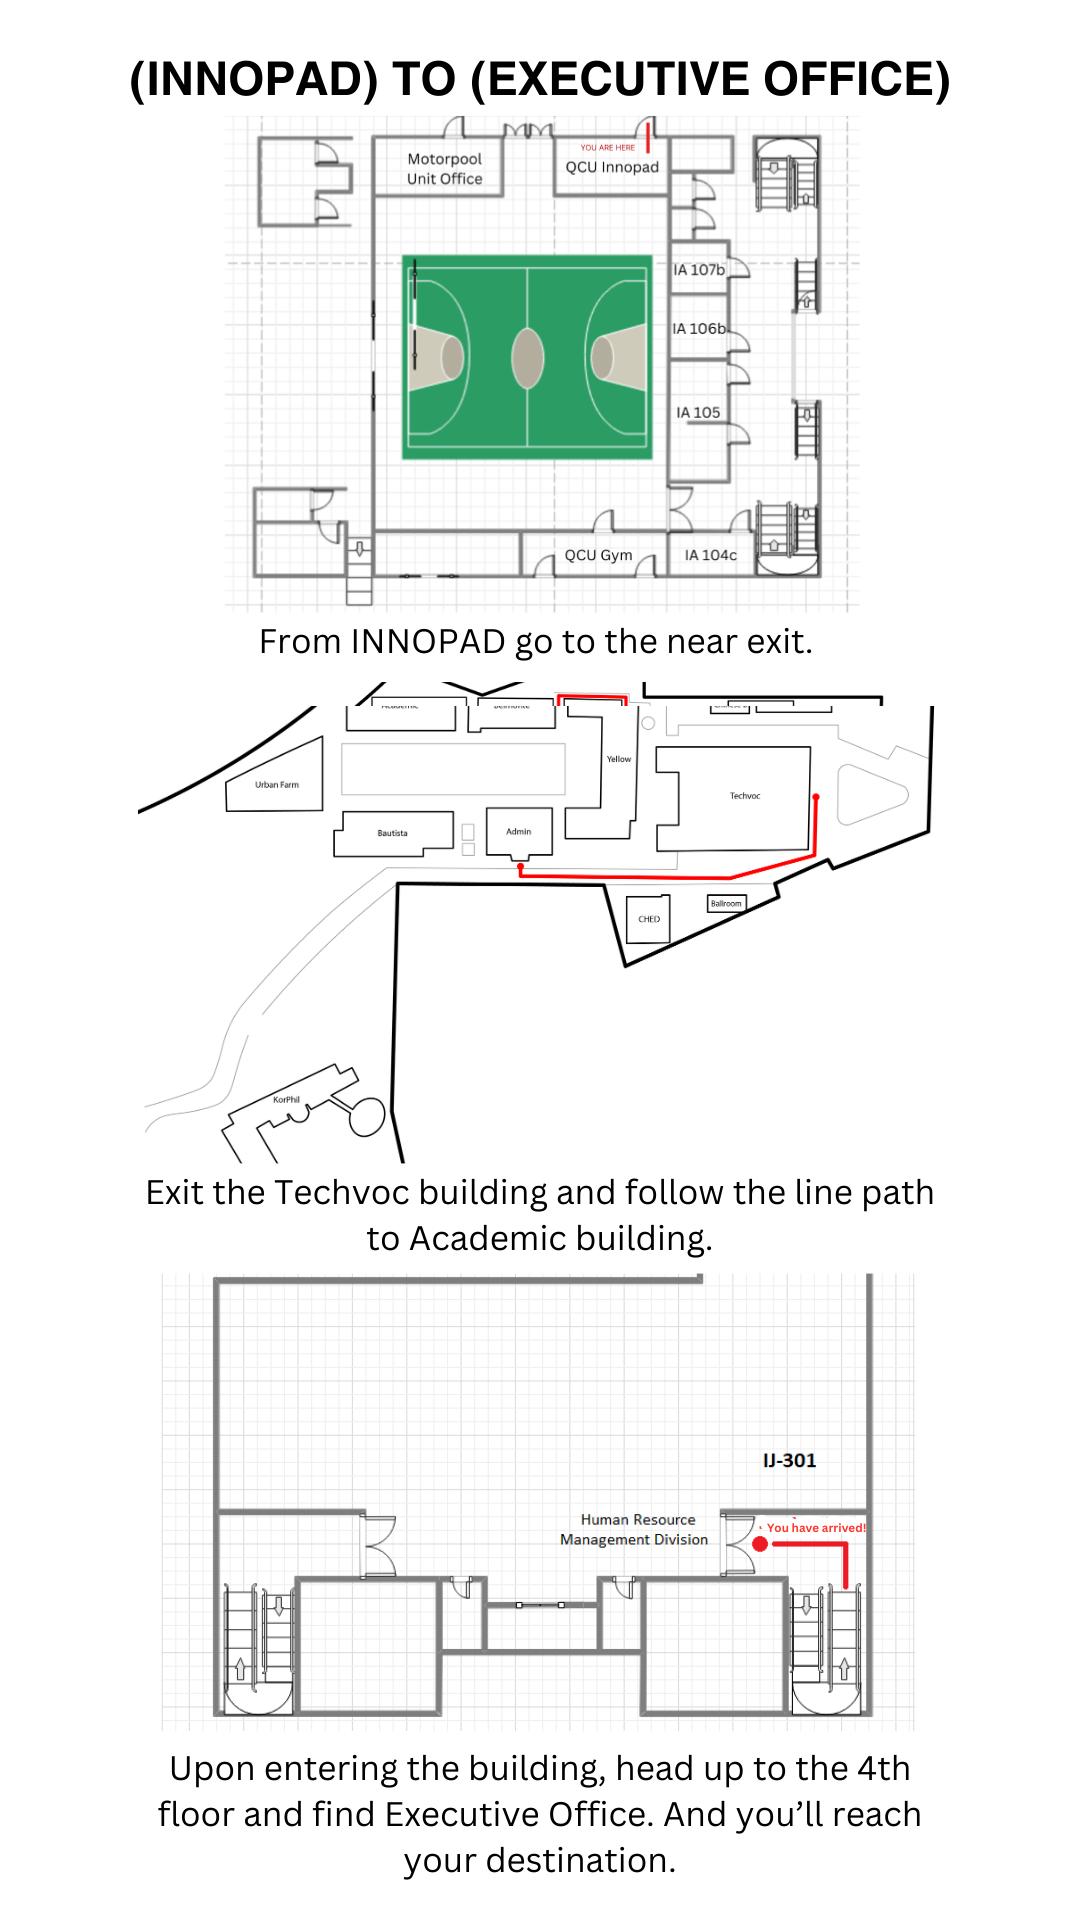 (INNOPAD) TO (EXECUTIVE OFFICE)
Motorpool
Unit Office
YOU ARE HERE
QCU Innopad
IA 107b
IA 106b
IA 105
QCU Gym
IA 104c
From INNOPAD go to the near exit.
Academic
Belmonte
Yellow
Urban Farm
Techvoc
Bautista
Admin
CHED
Ballroom
KorPhil
Exit the Techvoc building and follow the line path
to Academic building.
IJ-301
Human Resource
Management Division
You have arrived!
Upon entering the building, head up to the 4th
floor and find Executive Office. And you’ll reach
your destination.